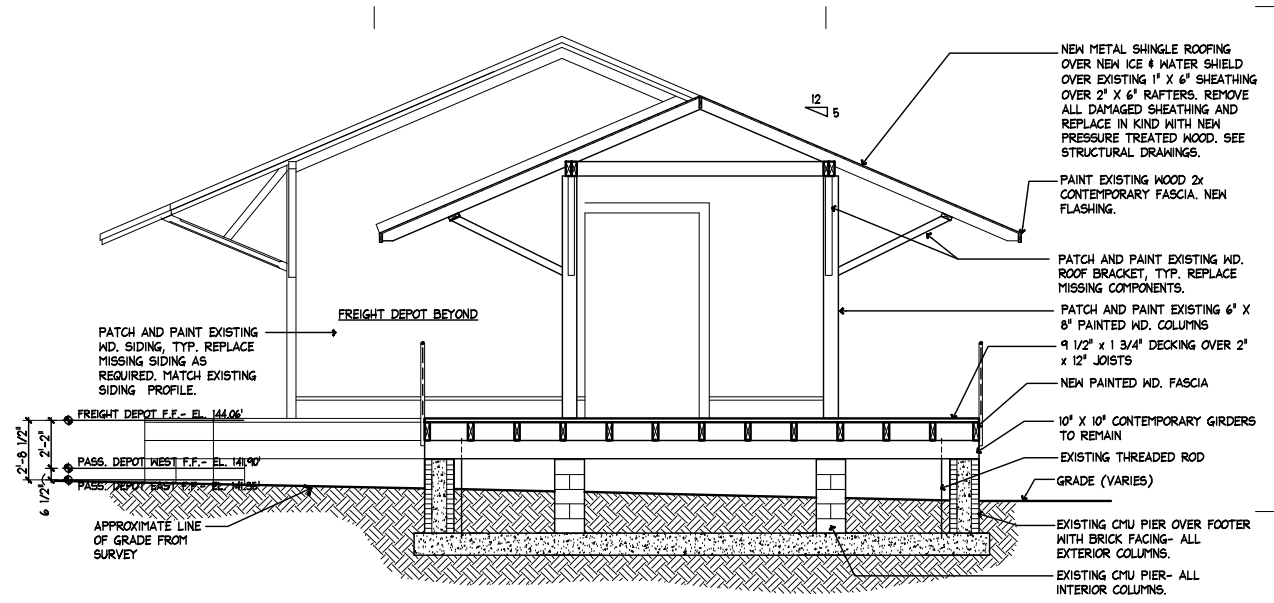 NEW METAL SHINGLE ROOFING
OVER NEW ICE & WATER SHIELD
OVER EXISTING 1" X 6" SHEATHING
OVER 2" X 6" RAFTERS. REMOVE
ALL DAMAGED SHEATHING AND
REPLACE IN KIND WITH NEW
PRESSURE TREATED WOOD. SEE
STRUCTURAL DRAWINGS.
12
5
PAINT EXISTING WOOD 2x
CONTEMPORARY FASCIA. NEW
FLASHING.
PATCH AND PAINT EXISTING WD.
ROOF BRACKET, TYP. REPLACE
MISSING COMPONENTS.
PATCH AND PAINT EXISTING 6" X
8" PAINTED WD. COLUMNS
9 1/2" x 1 3/4" DECKING OVER 2"
x 12" JOISTS
NEW PAINTED WD. FASCIA
10" X 10" CONTEMPORARY GIRDERS
TO REMAIN
EXISTING THREADED ROD
GRADE (VARIES)
EXISTING CMU PIER OVER FOOTER
WITH BRICK FACING- ALL
EXTERIOR COLUMNS.
EXISTING CMU PIER- ALL
INTERIOR COLUMNS.
FREIGHT DEPOT BEYOND
PATCH AND PAINT EXISTING
WD. SIDING, TYP. REPLACE
MISSING SIDING AS
REQUIRED. MATCH EXISTING
SIDING PROFILE.
FREIGHT DEPOT F.F.- EL. 144.06'
PASS. DEPOT WEST F.F.- EL. 141.90'
PASS. DEPOT EAST F.F.- EL. 141.35'
2'-8 1/2"
2'-2"
6 1/2"
APPROXIMATE LINE
OF GRADE FROM
SURVEY